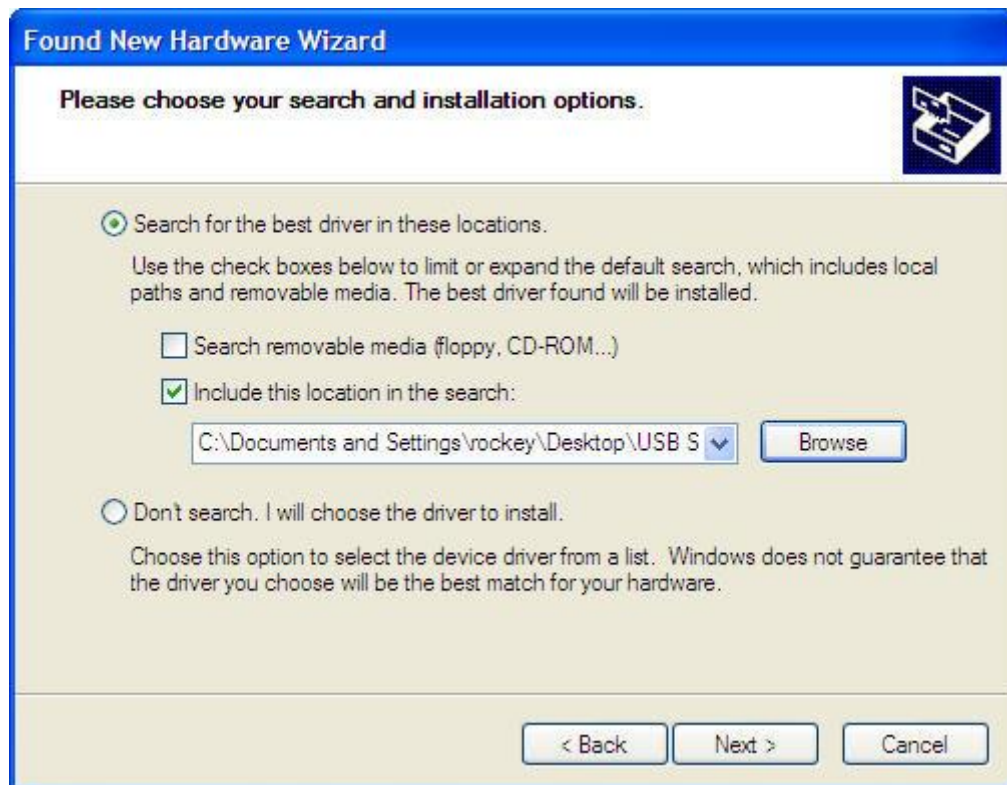 Found New Hardware Wizard
Please choose your search and installation options.
Search for the best driver in these locations.
Use the check boxes below to limit or expand the default search, which includes local
paths and removable media. The best driver found will be installed.
Search removable media (floppy, CD-ROM...)
Include this location in the search:
C:\Documents and Settings\rockey\Desktop\USB S
Browse
Don't search. I will choose the driver to install.
Choose this option to select the device driver from a list. Windows does not guarantee that
the driver you choose will be the best match for your hardware.
< Back
Next >
Cancel